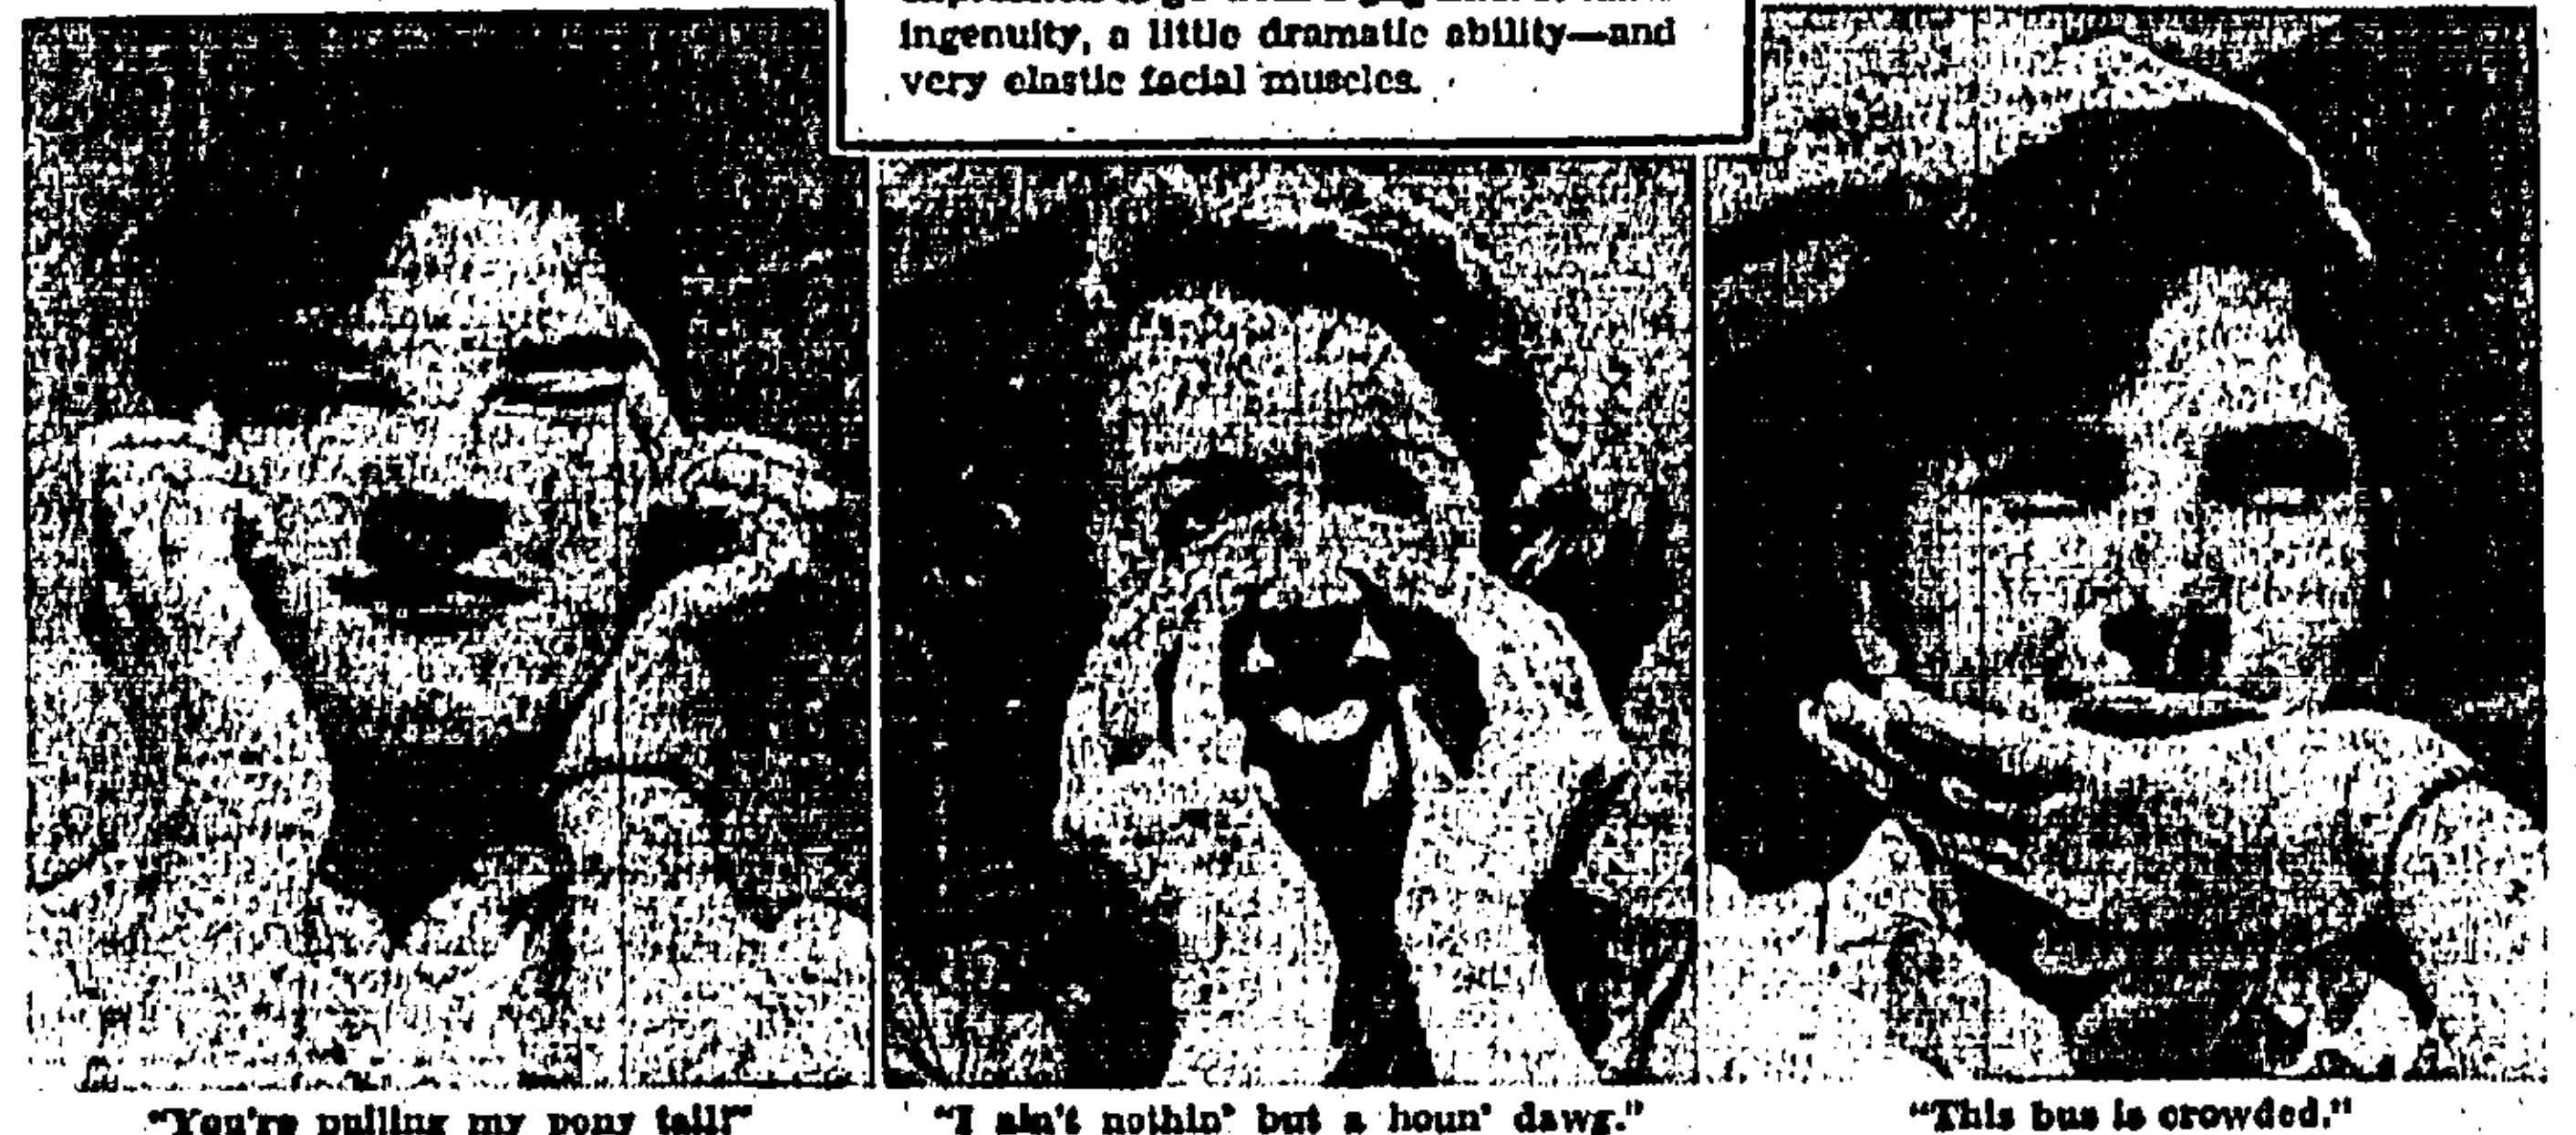 ingenuity, a little dramatic ability—and
very elastic facial muscles.
"You're pulling my pony tail!"
"I ain't nothin' but a houn' dawg."
"This bus is crowded."